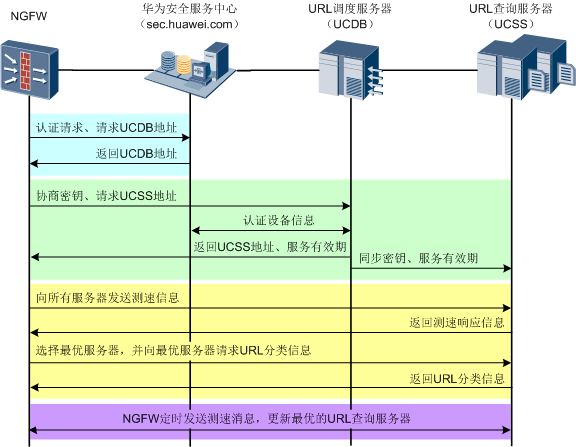 NGFW
华为安全服务中心
（sec.huawei.com）
URL调度服务器
（UCDB）
URL查询服务器
（UCSS）
认证请求、请求UCDB地址
返回UCDB地址
协商密钥、请求UCSS地址
认证设备信息
返回UCSS地址、服务有效期
同步密钥、服务有效期
向所有服务器发送测速信息
返回测速响应信息
选择最优服务器，并向最优服务器请求URL分类信息
返回URL分类信息
NGFW定时发送测速消息，更新最优的URL查询服务器